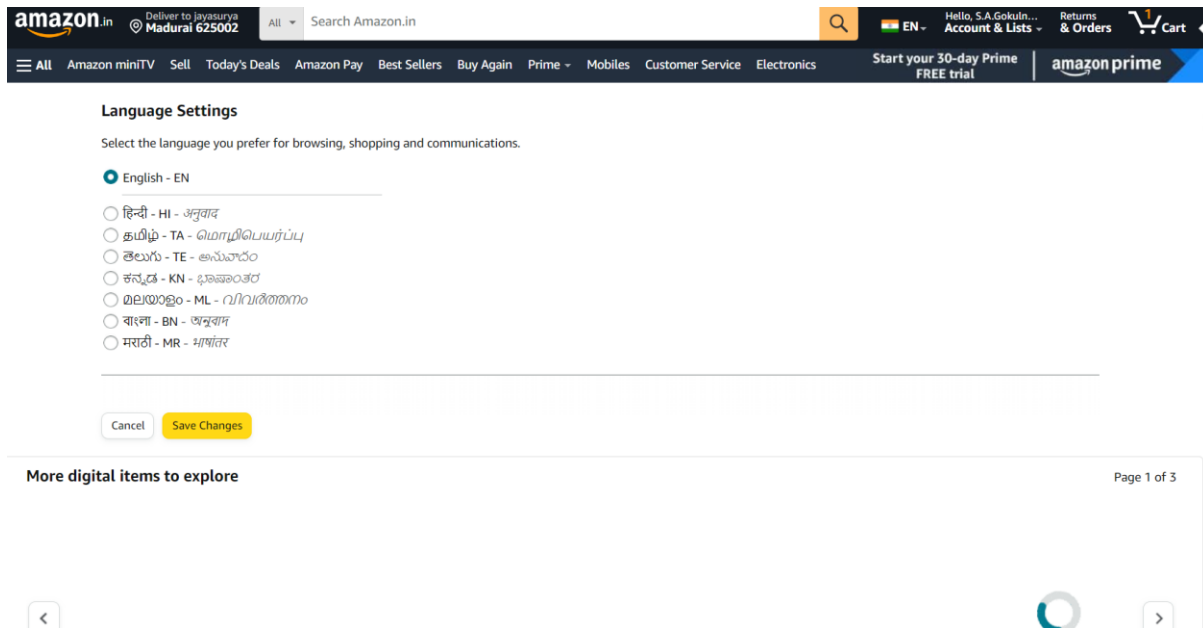 amazon.in
Deliver to jayasurya
Madurai 625002
All
Search Amazon.in
EN
Hello, S.A.Gokuln...
Account & Lists
Returns
& Orders
1
Cart
All
Amazon miniTV
Sell
Today's Deals
Amazon Pay
Best Sellers
Buy Again
Prime
Mobiles
Customer Service
Electronics
Start your 30-day Prime
FREE trial
amazon prime
Language Settings
Select the language you prefer for browsing, shopping and communications.
English - EN
हिन्दी - HI - अनुवाद
தமிழ் - TA - மொழிபெயர்ப்பு
తెలుగు - TE - అనువాదం
ಕನ್ನಡ - KN - ಭಾಷಾಂತರ
മലയാളം - ML - വിവർത്തനം
বাংলা - BN - অনুবাদ
मराठी - MR - भाषांतर
Cancel
Save Changes
More digital items to explore
Page 1 of 3